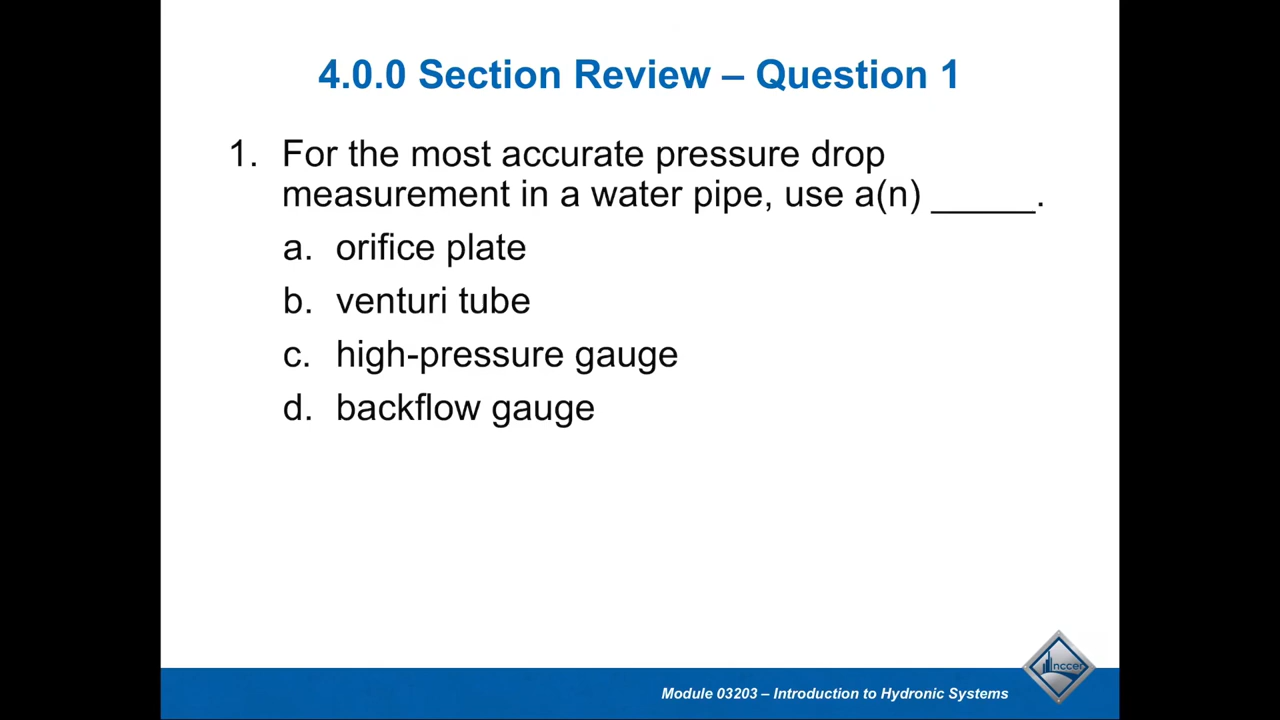 4.0.0 Section Review – Question 1
1. For the most accurate pressure drop
measurement in a water pipe, use a(n) _____.
a. orifice plate
b. venturi tube
c. high-pressure gauge
d. backflow gauge
nccer
Module 03203 – Introduction to Hydronic Systems